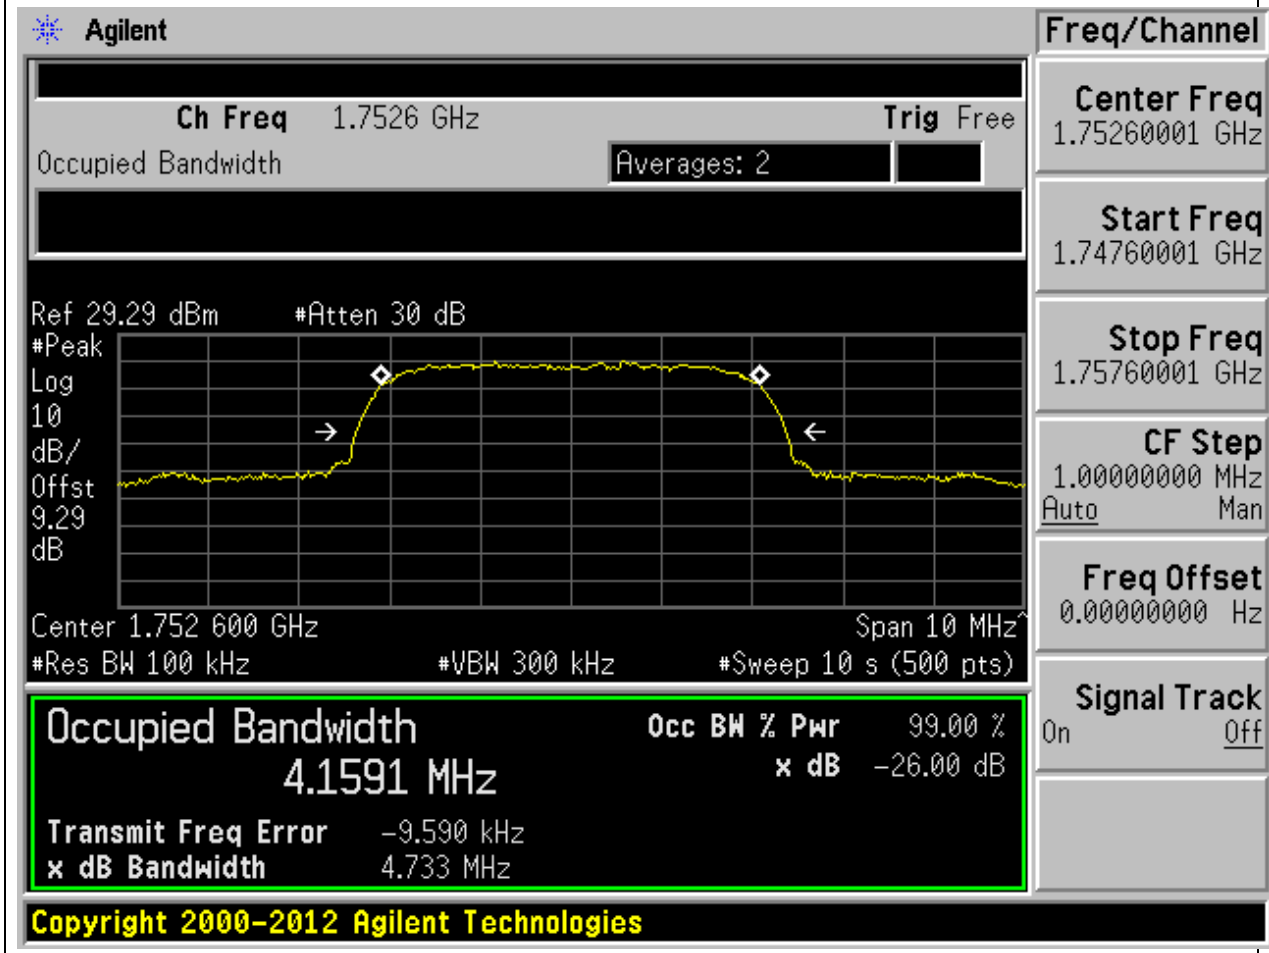 Agilent
Freq/Channel
Ch Freq 1.7526 GHz Trig Free
Occupied Bandwidth Averages: 2
Center Freq
1.75260001 GHz
Start Freq
1.74760001 GHz
Stop Freq
1.75760001 GHz
CF Step
1.00000000 MHz
Auto Man
Freq Offset
0.00000000 Hz
Signal Track
On Off
Ref 29.29 dBm #Atten 30 dB
#Peak
Log
10
dB/
Offst
9.29
dB
Center 1.752 600 GHz Span 10 MHz^
#Res BW 100 kHz #VBW 300 kHz #Sweep 10 s (500 pts)
Occupied Bandwidth Occ BW % Pwr 99.00 %
4.1591 MHz x dB -26.00 dB
Transmit Freq Error -9.590 kHz
x dB Bandwidth 4.733 MHz
Copyright 2000-2012 Agilent Technologies